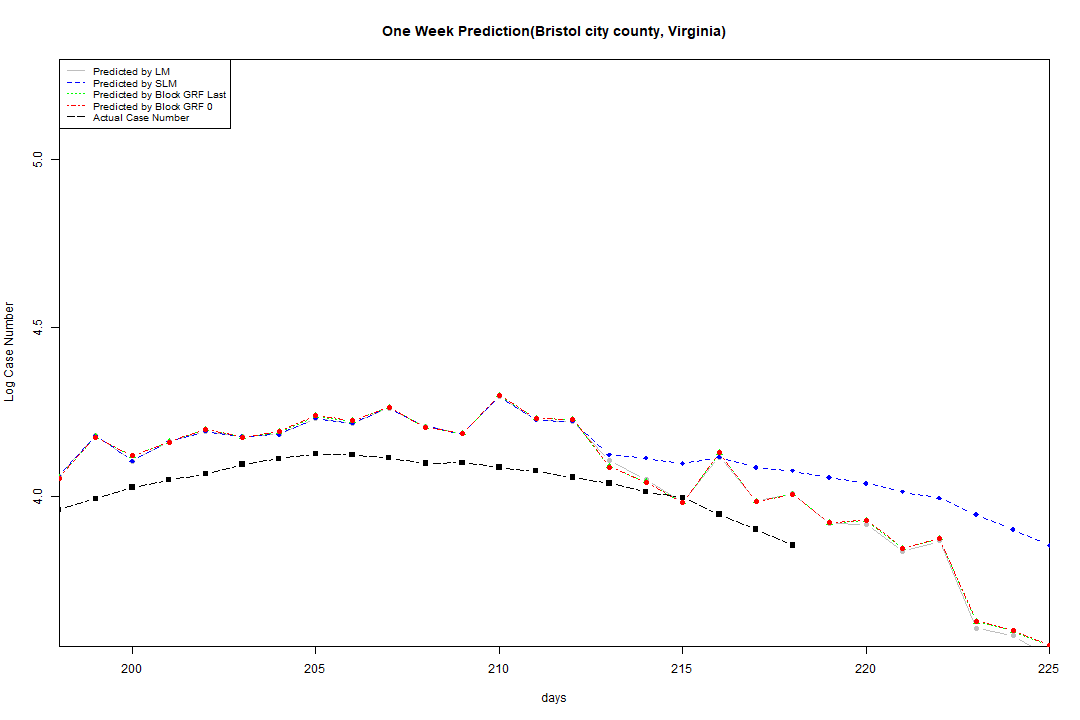 One Week Prediction(Bristol city county, Virginia)
Predicted by LM
Predicted by SLM
Predicted by Block GRF Last
Predicted by Block GRF 0
Actual Case Number
5.0
4.5
4.0
Log Case Number
200 205 210 215 220 225
days